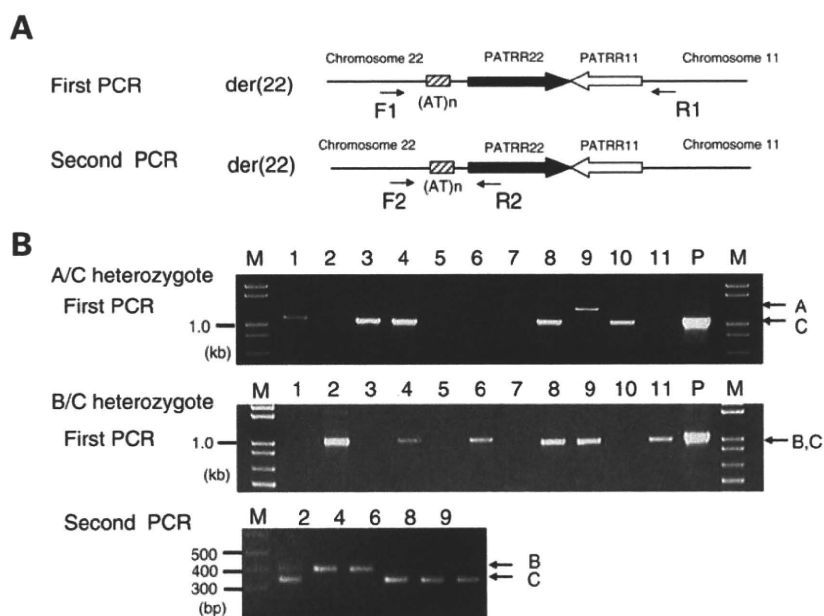 A
Chromosome 22 PATRR22 PATRR11 Chromosome 11
First PCR der(22)
F1 (AT)n R1
Chromosome 22 PATRR22 PATRR11 Chromosome 11
Second PCR der(22)
F2 (AT)n R2
B
M 1 2 3 4 5 6 7 8 9 10 11 P M
A/C heterozygote
First PCR
A
1.0 C
(kb)
M 1 2 3 4 5 6 7 8 9 10 11 P M
B/C heterozygote
First PCR
1.0 B,C
(kb)
Second PCR M 2 4 6 8 9
500
400 B
300 C
(bp)